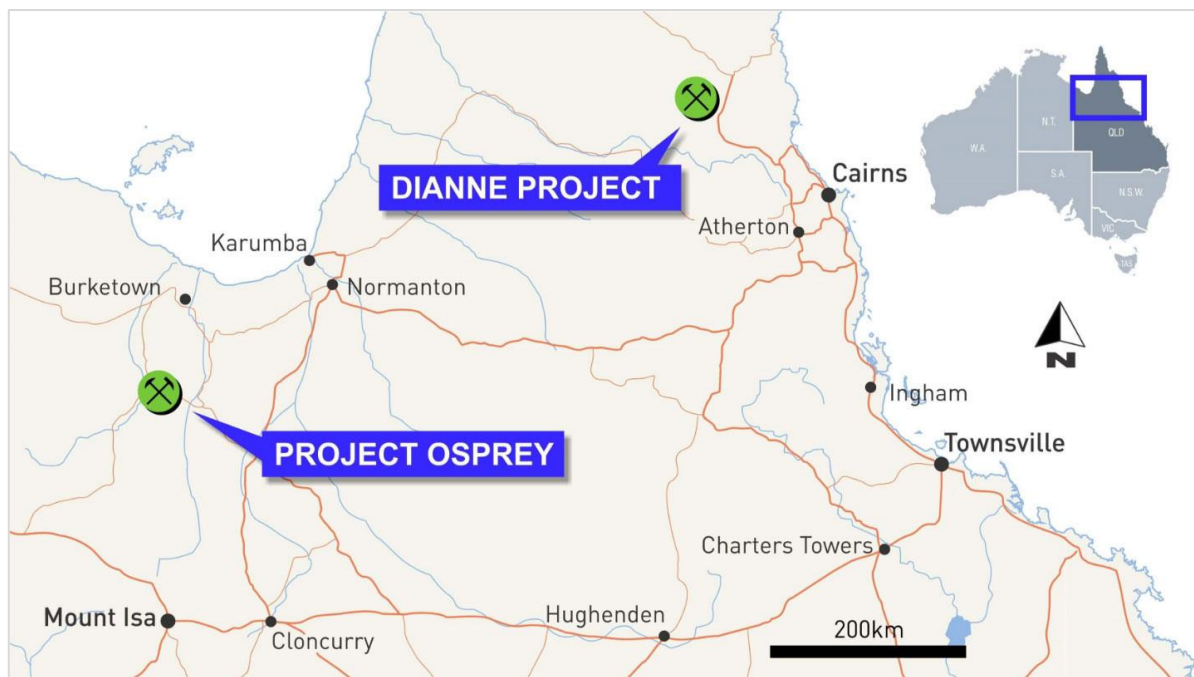 DIANNE PROJECT
Cairns
Atherton
Karumba
Burketown
Normanton
Ingham
PROJECT OSPREY
Townsville
Charters Towers
Mount Isa
Cloncurry
Hughenden
200km
N.T.
QLD
W.A.
S.A.
N.S.W.
VIC
TAS
N